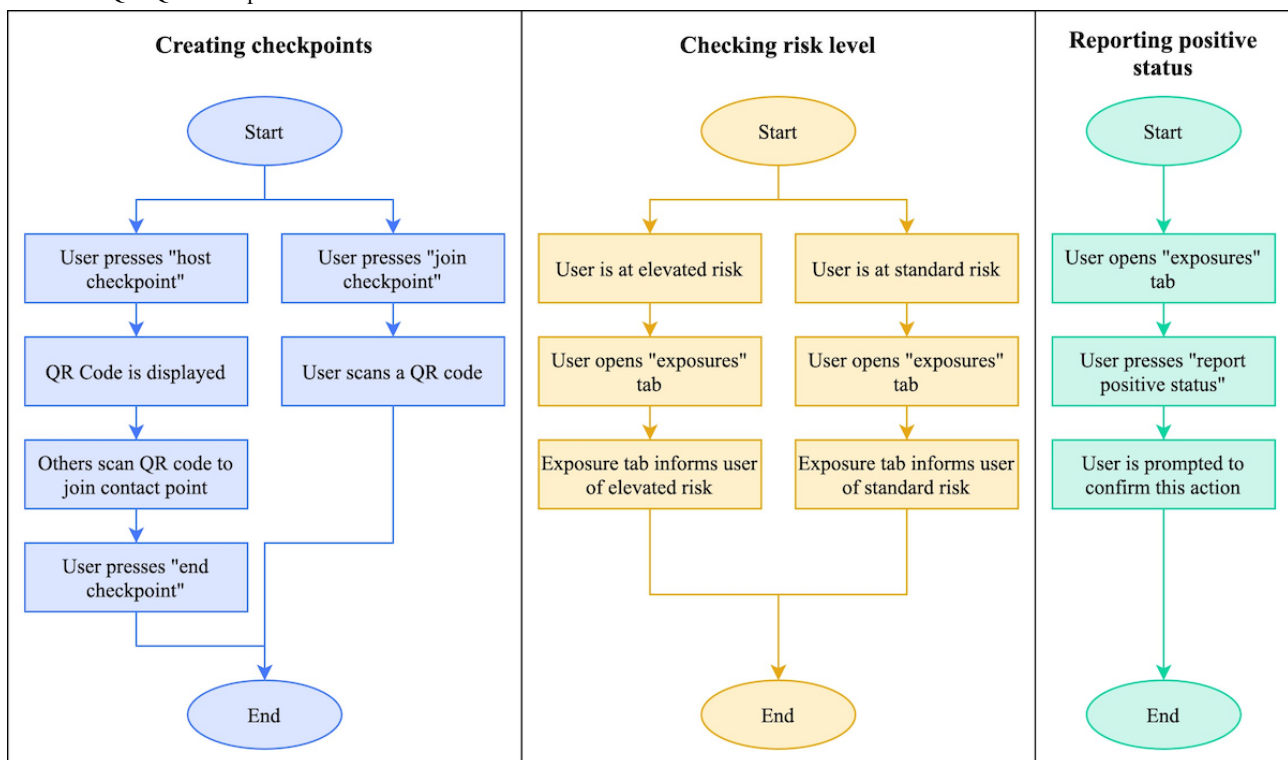 Creating checkpoints
Start
User presses "host
checkpoint"
User presses "join
checkpoint"
QR Code is displayed
User scans a QR code
Others scan QR code to
join contact point
User presses "end
checkpoint"
End
Checking risk level
Start
User is at elevated risk
User is at standard risk
User opens "exposures"
tab
User opens "exposures"
tab
Exposure tab informs user
of elevated risk
Exposure tab informs user
of standard risk
End
Reporting positive
status
Start
User opens "exposures"
tab
User presses "report
positive status"
User is prompted to
confirm this action
End